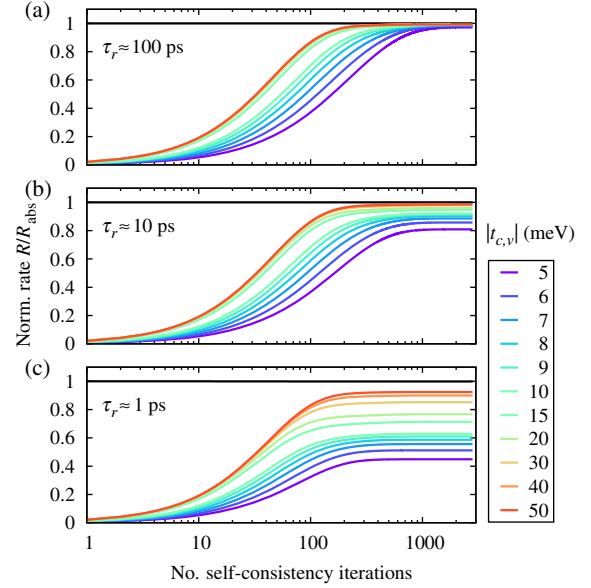 (a)
1
0.8
0.6
0.4
0.2
0
τr≈ 100 ps
(b)
1
0.8
0.6
0.4
0.2
0
τr≈ 10 ps
Norm. rate R/Rabs
(c)
1
0.8
0.6
0.4
0.2
0
τr≈ 1 ps
1 10 100 1000
No. self-consistency iterations
|tc,v| (meV)
5
6
7
8
9
10
15
20
30
40
50